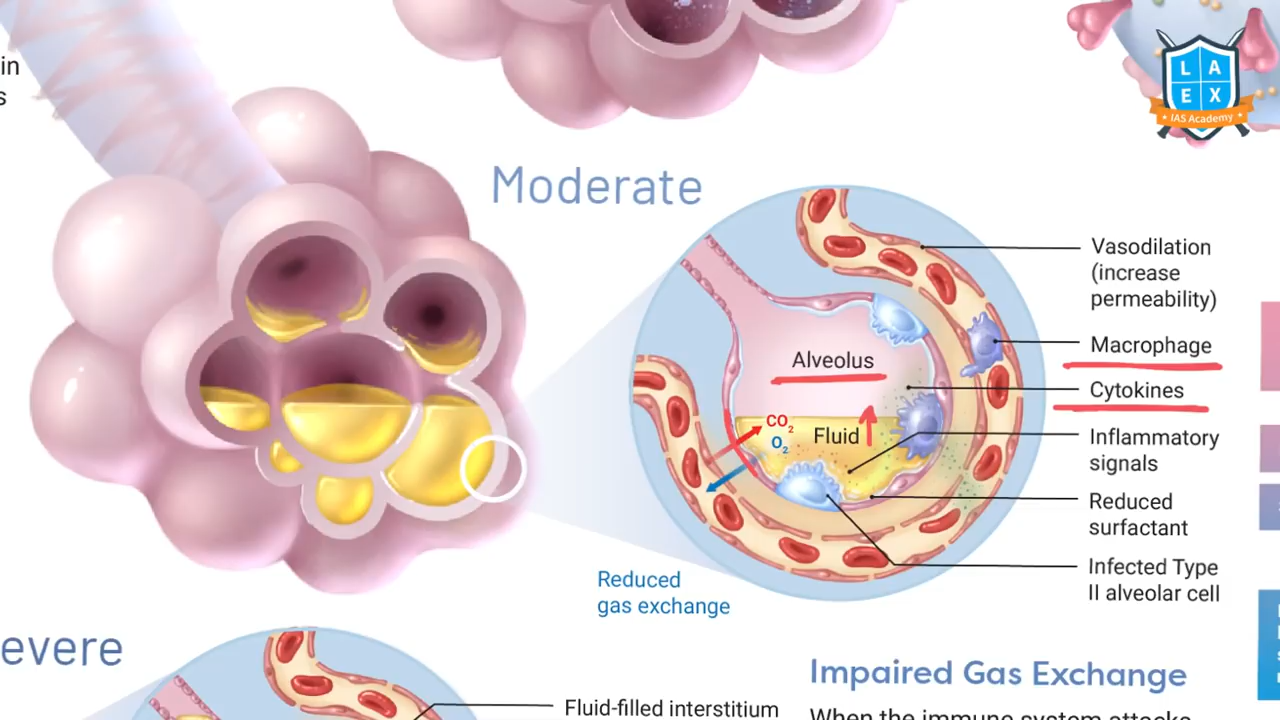 in
s
L A
E X
IAS Academy
Moderate
Vasodilation
(increase
permeability)
Macrophage
Alveolus
Cytokines
CO2
Fluid
O2
Inflammatory
signals
Reduced
surfactant
Infected Type
II alveolar cell
Reduced
gas exchange
evere
Impaired Gas Exchange
Fluid-filled interstitium
When the immune system attacks